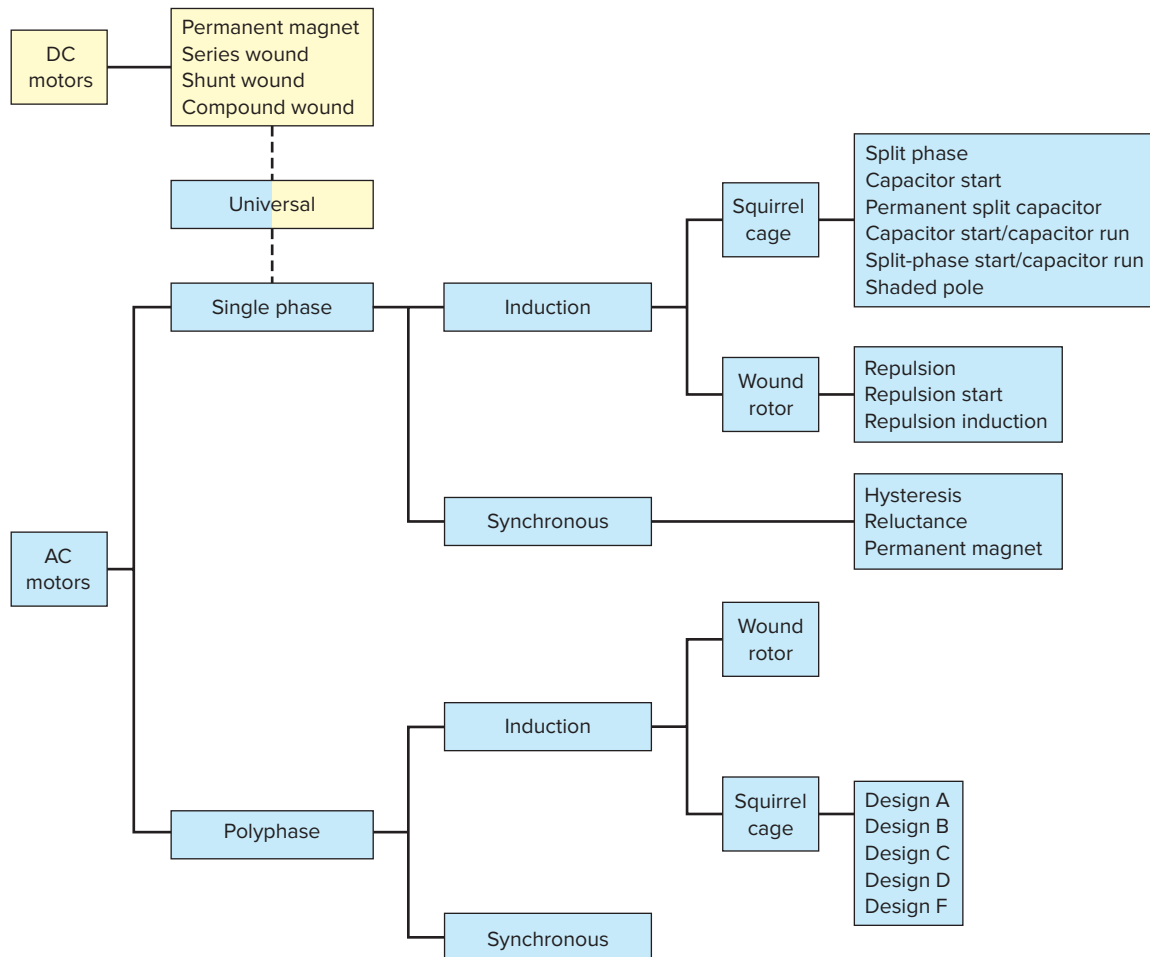 DC
motors
Permanent magnet
Series wound
Shunt wound
Compound wound
Universal
Single phase
Induction
Squirrel
cage
Split phase
Capacitor start
Permanent split capacitor
Capacitor start/capacitor run
Split-phase start/capacitor run
Shaded pole
Wound
rotor
Repulsion
Repulsion start
Repulsion induction
Synchronous
Hysteresis
Reluctance
Permanent magnet
AC
motors
Polyphase
Induction
Wound
rotor
Squirrel
cage
Design A
Design B
Design C
Design D
Design F
Synchronous